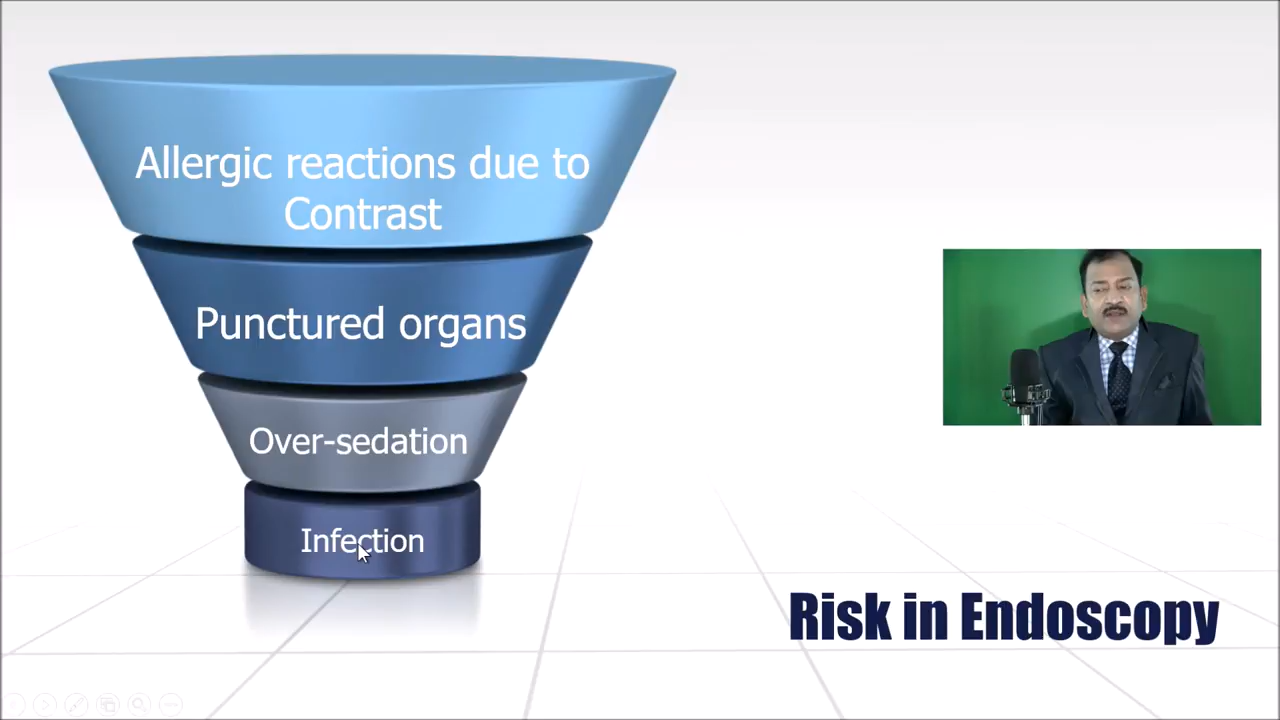 Allergic reactions due to
Contrast
Punctured organs
Over-sedation
Infection
Risk in Endoscopy